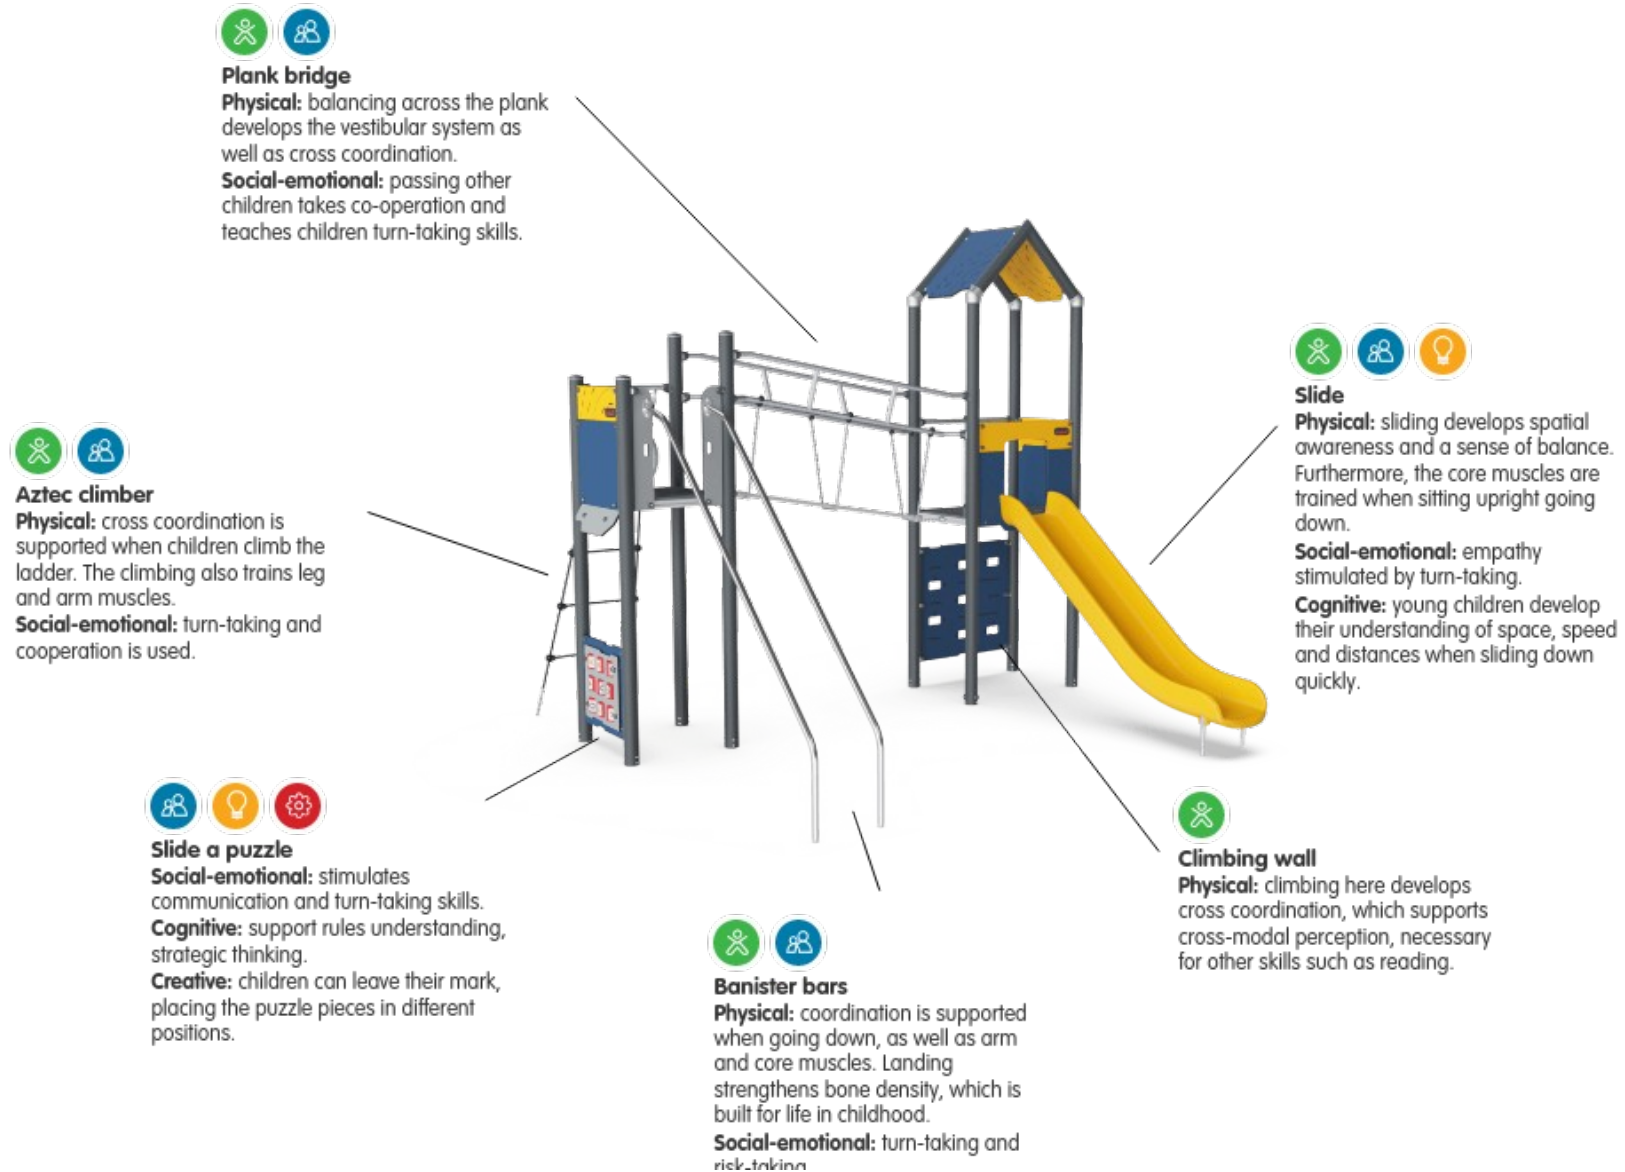 Plank bridge
Physical: balancing across the plank
develops the vestibular system as
well as cross coordination.
Social-emotional: passing other
children takes co-operation and
teaches children turn-taking skills.
Slide
Physical: sliding develops spatial
awareness and a sense of balance.
Furthermore, the core muscles are
trained when sitting upright going
down.
Social-emotional: empathy
stimulated by turn-taking.
Cognitive: young children develop
their understanding of space, speed
and distances when sliding down
quickly.
Aztec climber
Physical: cross coordination is
supported when children climb the
ladder. The climbing also trains leg
and arm muscles.
Social-emotional: turn-taking and
cooperation is used.
Slide a puzzle
Social-emotional: stimulates
communication and turn-taking skills.
Cognitive: support rules understanding,
strategic thinking.
Creative: children can leave their mark,
placing the puzzle pieces in different
positions.
Climbing wall
Physical: climbing here develops
cross coordination, which supports
cross-modal perception, necessary
for other skills such as reading.
Banister bars
Physical: coordination is supported
when going down, as well as arm
and core muscles. Landing
strengthens bone density, which is
built for life in childhood.
Social-emotional: turn-taking and
risk-taking